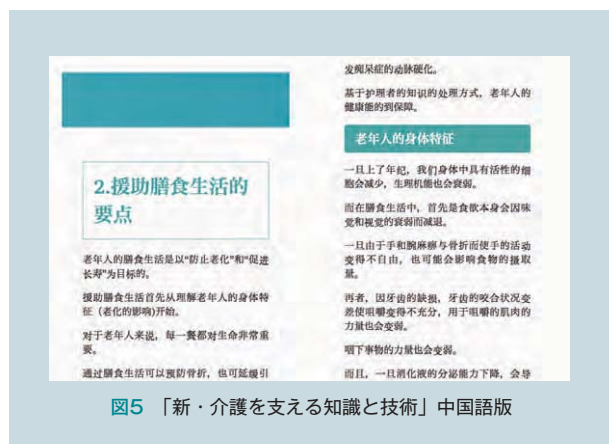 2.援助膳食生活的
要点
老年人的膳食生活是以“防止老化”和“促进
长寿”为目标的。
援助膳食生活首先从理解老年人的身体特
征（老化的影响)开始。
对于老年人来说，每一餐都对生命非常重
要。
通过膳食生活可以预防骨折，也可延缓引
发痴呆症的动脉硬化。
基于护理者的知识的处理方式，老年人的
健康能的到保障。
老年人的身体特征
一旦上了年纪，我们身体中具有活性的细
胞会减少，生理机能也会衰弱。
而在膳食生活中，首先是食欲本身会因味
觉和视觉的衰弱而减退。
一旦由于手和腕麻痹与骨折而使手的活动
变得不自由，也可能会影响食物的摄取
量。
再者，因牙齿的缺损，牙齿的咬合状况变
差使咀嚼变得不充分，用于咀嚼的肌肉的
力量也会变弱。
咽下事物的力量也会变弱。
而且，一旦消化液的分泌能力下降，会导
図5 「新・介護を支える知識と技術」中国語版